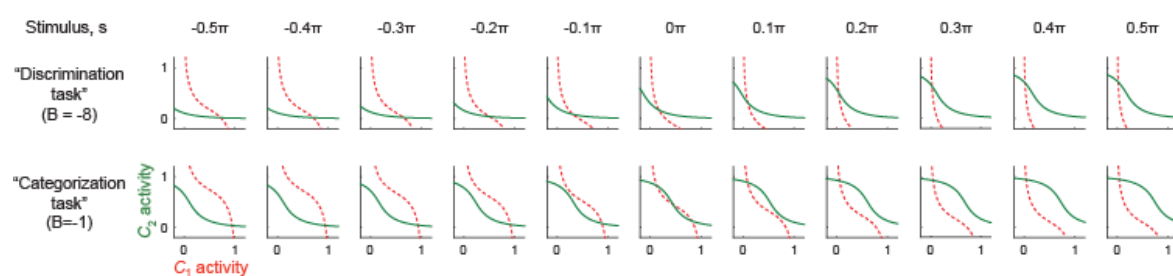 Stimulus, s -0.5π -0.4π -0.3π -0.2π -0.1π 0π 0.1π 0.2π 0.3π 0.4π 0.5π
"Discrimination
task"
(B = -8)
1
0
"Categorization
task"
(B=-1)
C₂ activity
1
0
0 1 0 1 0 1 0 1 0 1 0 1 0 1 0 1 0 1 0 1 0 1
C₁ activity